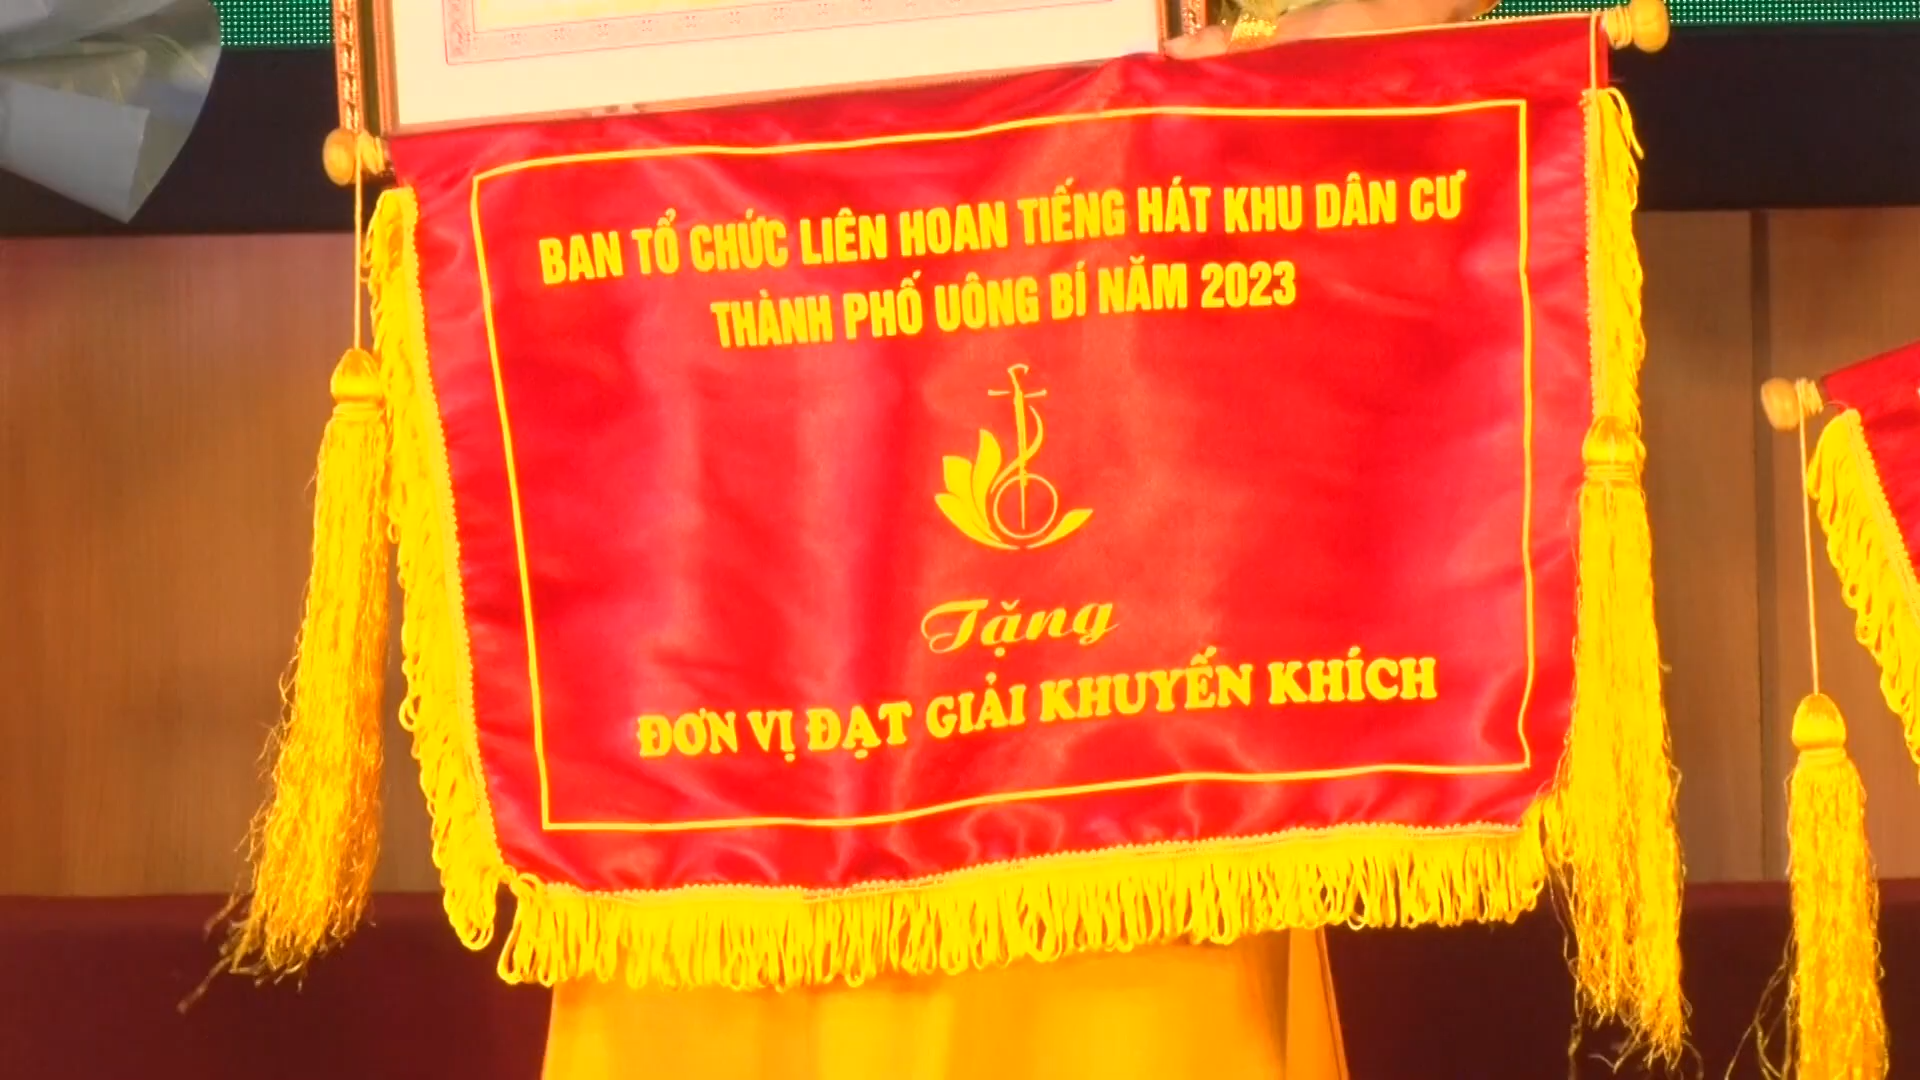 BAN TỔ CHỨC LIÊN HOAN TIẾNG HÁT KHU DÂN CƯ
THÀNH PHỐ UÔNG BÍ NĂM 2023
Tặng
ĐƠN VỊ ĐẠT GIẢI KHUYẾN KHÍCH